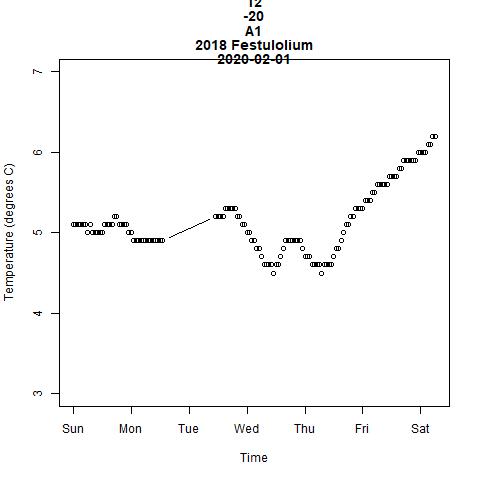 12
-20
A1
2018 Festulolium
2020-02-01
7
6
5
4
3
Temperature (degrees C)
Sun Mon Tue Wed Thu Fri Sat
Time